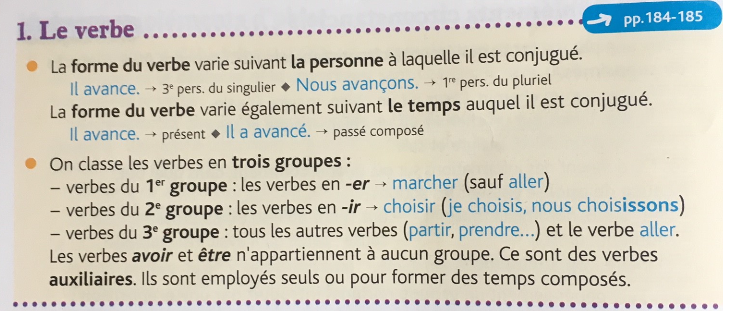 1. Le verbe ........................................ → pp.184-185
● La forme du verbe varie suivant la personne à laquelle il est conjugué.
Il avance. → 3e pers. du singulier ◆ Nous avançons. → 1re pers. du pluriel
La forme du verbe varie également suivant le temps auquel il est conjugué.
Il avance. → présent ◆ Il a avancé. → passé composé
● On classe les verbes en trois groupes :
– verbes du 1er groupe : les verbes en -er → marcher (sauf aller)
– verbes du 2e groupe : les verbes en -ir → choisir (je choisis, nous choisissons)
– verbes du 3e groupe : tous les autres verbes (partir, prendre...) et le verbe aller.
Les verbes avoir et être n'appartiennent à aucun groupe. Ce sont des verbes
auxiliaires. Ils sont employés seuls ou pour former des temps composés.